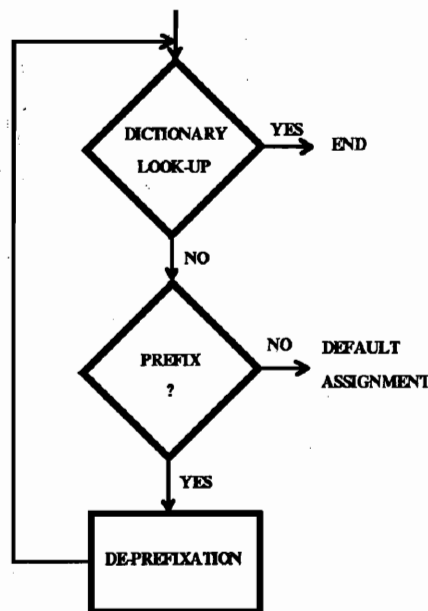 DICTIONARY
LOOK-UP
YES
END
NO
PREFIX
?
NO
DEFAULT
ASSIGNMENT
YES
DE-PREFIXATION